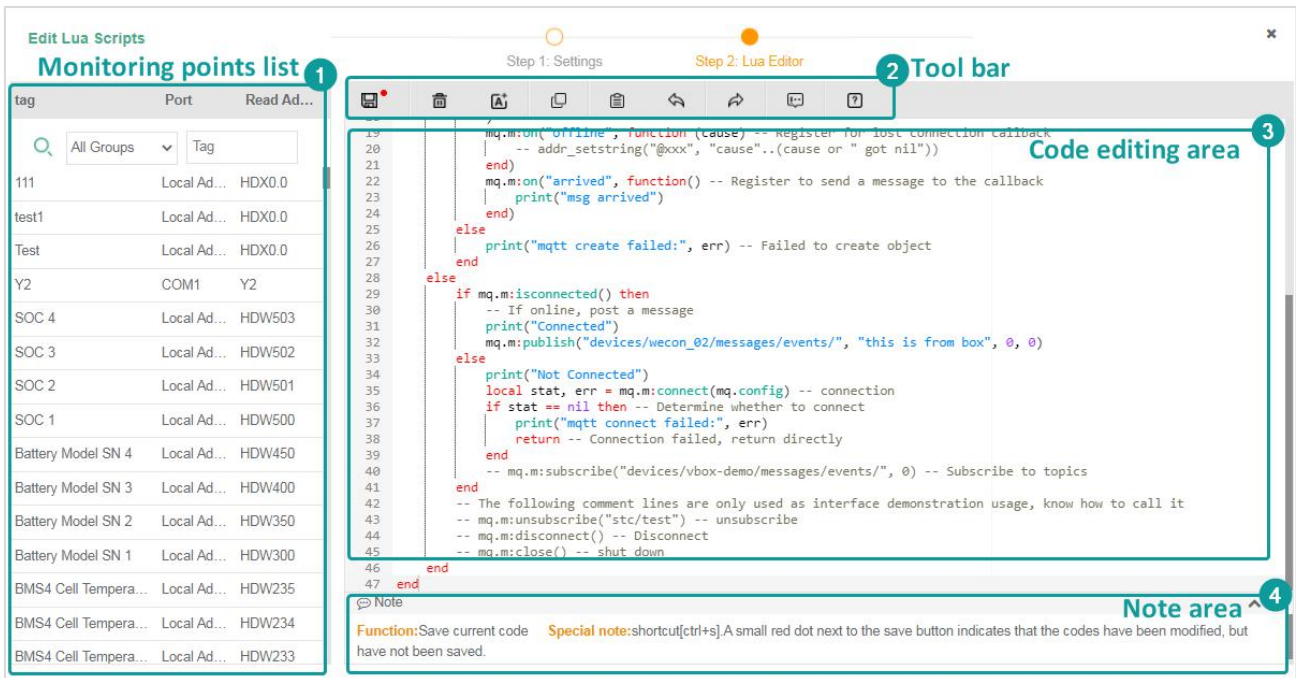 Edit Lua Scripts
Step 1: Settings
Step 2: Lua Editor
Monitoring points list 1
2 Tool bar
tag Port Read Ad...
All Groups Tag
111 Local Ad... HDX0.0
test1 Local Ad... HDX0.0
Test Local Ad... HDX0.0
Y2 COM1 Y2
SOC 4 Local Ad... HDW503
SOC 3 Local Ad... HDW502
SOC 2 Local Ad... HDW501
SOC 1 Local Ad... HDW500
Battery Model SN 4 Local Ad... HDW450
Battery Model SN 3 Local Ad... HDW400
Battery Model SN 2 Local Ad... HDW350
Battery Model SN 1 Local Ad... HDW300
BMS4 Cell Tempera... Local Ad... HDW235
BMS4 Cell Tempera... Local Ad... HDW234
BMS4 Cell Tempera... Local Ad... HDW233
3
Code editing area
19 mq.m:on("offline", function (cause) -- Register for lost connection callback
20 -- addr_setstring("@xxx", "cause"..(cause or " got nil"))
21 end)
22 mq.m:on("arrived", function() -- Register to send a message to the callback
23 print("msg arrived")
24 end)
25 else
26 print("mqtt create failed:", err) -- Failed to create object
27 end
28 else
29 if mq.m:isconnected() then
30 -- If online, post a message
31 print("Connected")
32 mq.m:publish("devices/wecon_02/messages/events/", "this is from box", 0, 0)
33 else
34 print("Not Connected")
35 local stat, err = mq.m:connect(mq.config) -- connection
36 if stat == nil then -- Determine whether to connect
37 print("mqtt connect failed:", err)
38 return -- Connection failed, return directly
39 end
40 -- mq.m:subscribe("devices/vbox-demo/messages/events/", 0) -- Subscribe to topics
41 end
42 -- The following comment lines are only used as interface demonstration usage, know how to call it
43 -- mq.m:unsubscribe("stc/test") -- unsubscribe
44 -- mq.m:disconnect() -- Disconnect
45 -- mq.m:close() -- shut down
46 end
47 end
Note
Note area 4
Function:Save current code Special note:shortcut[ctrl+s].A small red dot next to the save button indicates that the codes have been modified, but
have not been saved.